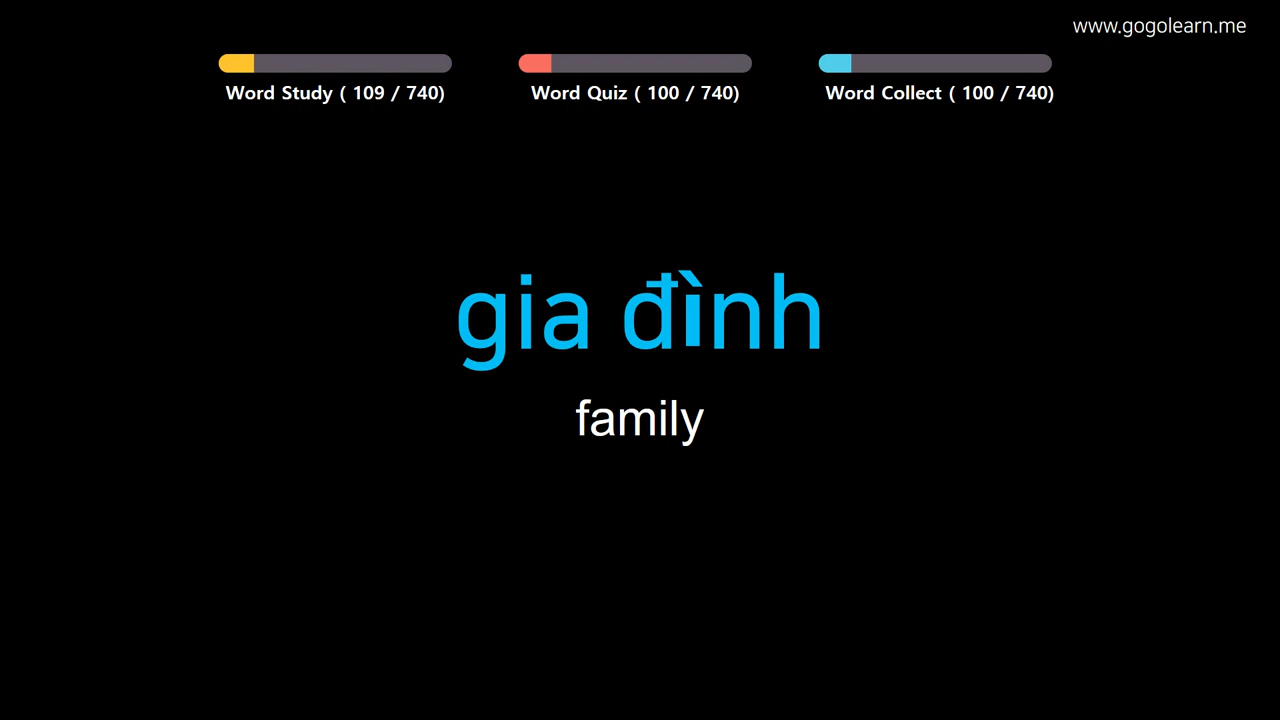 www.gogolearn.me
Word Study ( 109 / 740)
Word Quiz ( 100 / 740)
Word Collect ( 100 / 740)
gia đình
family